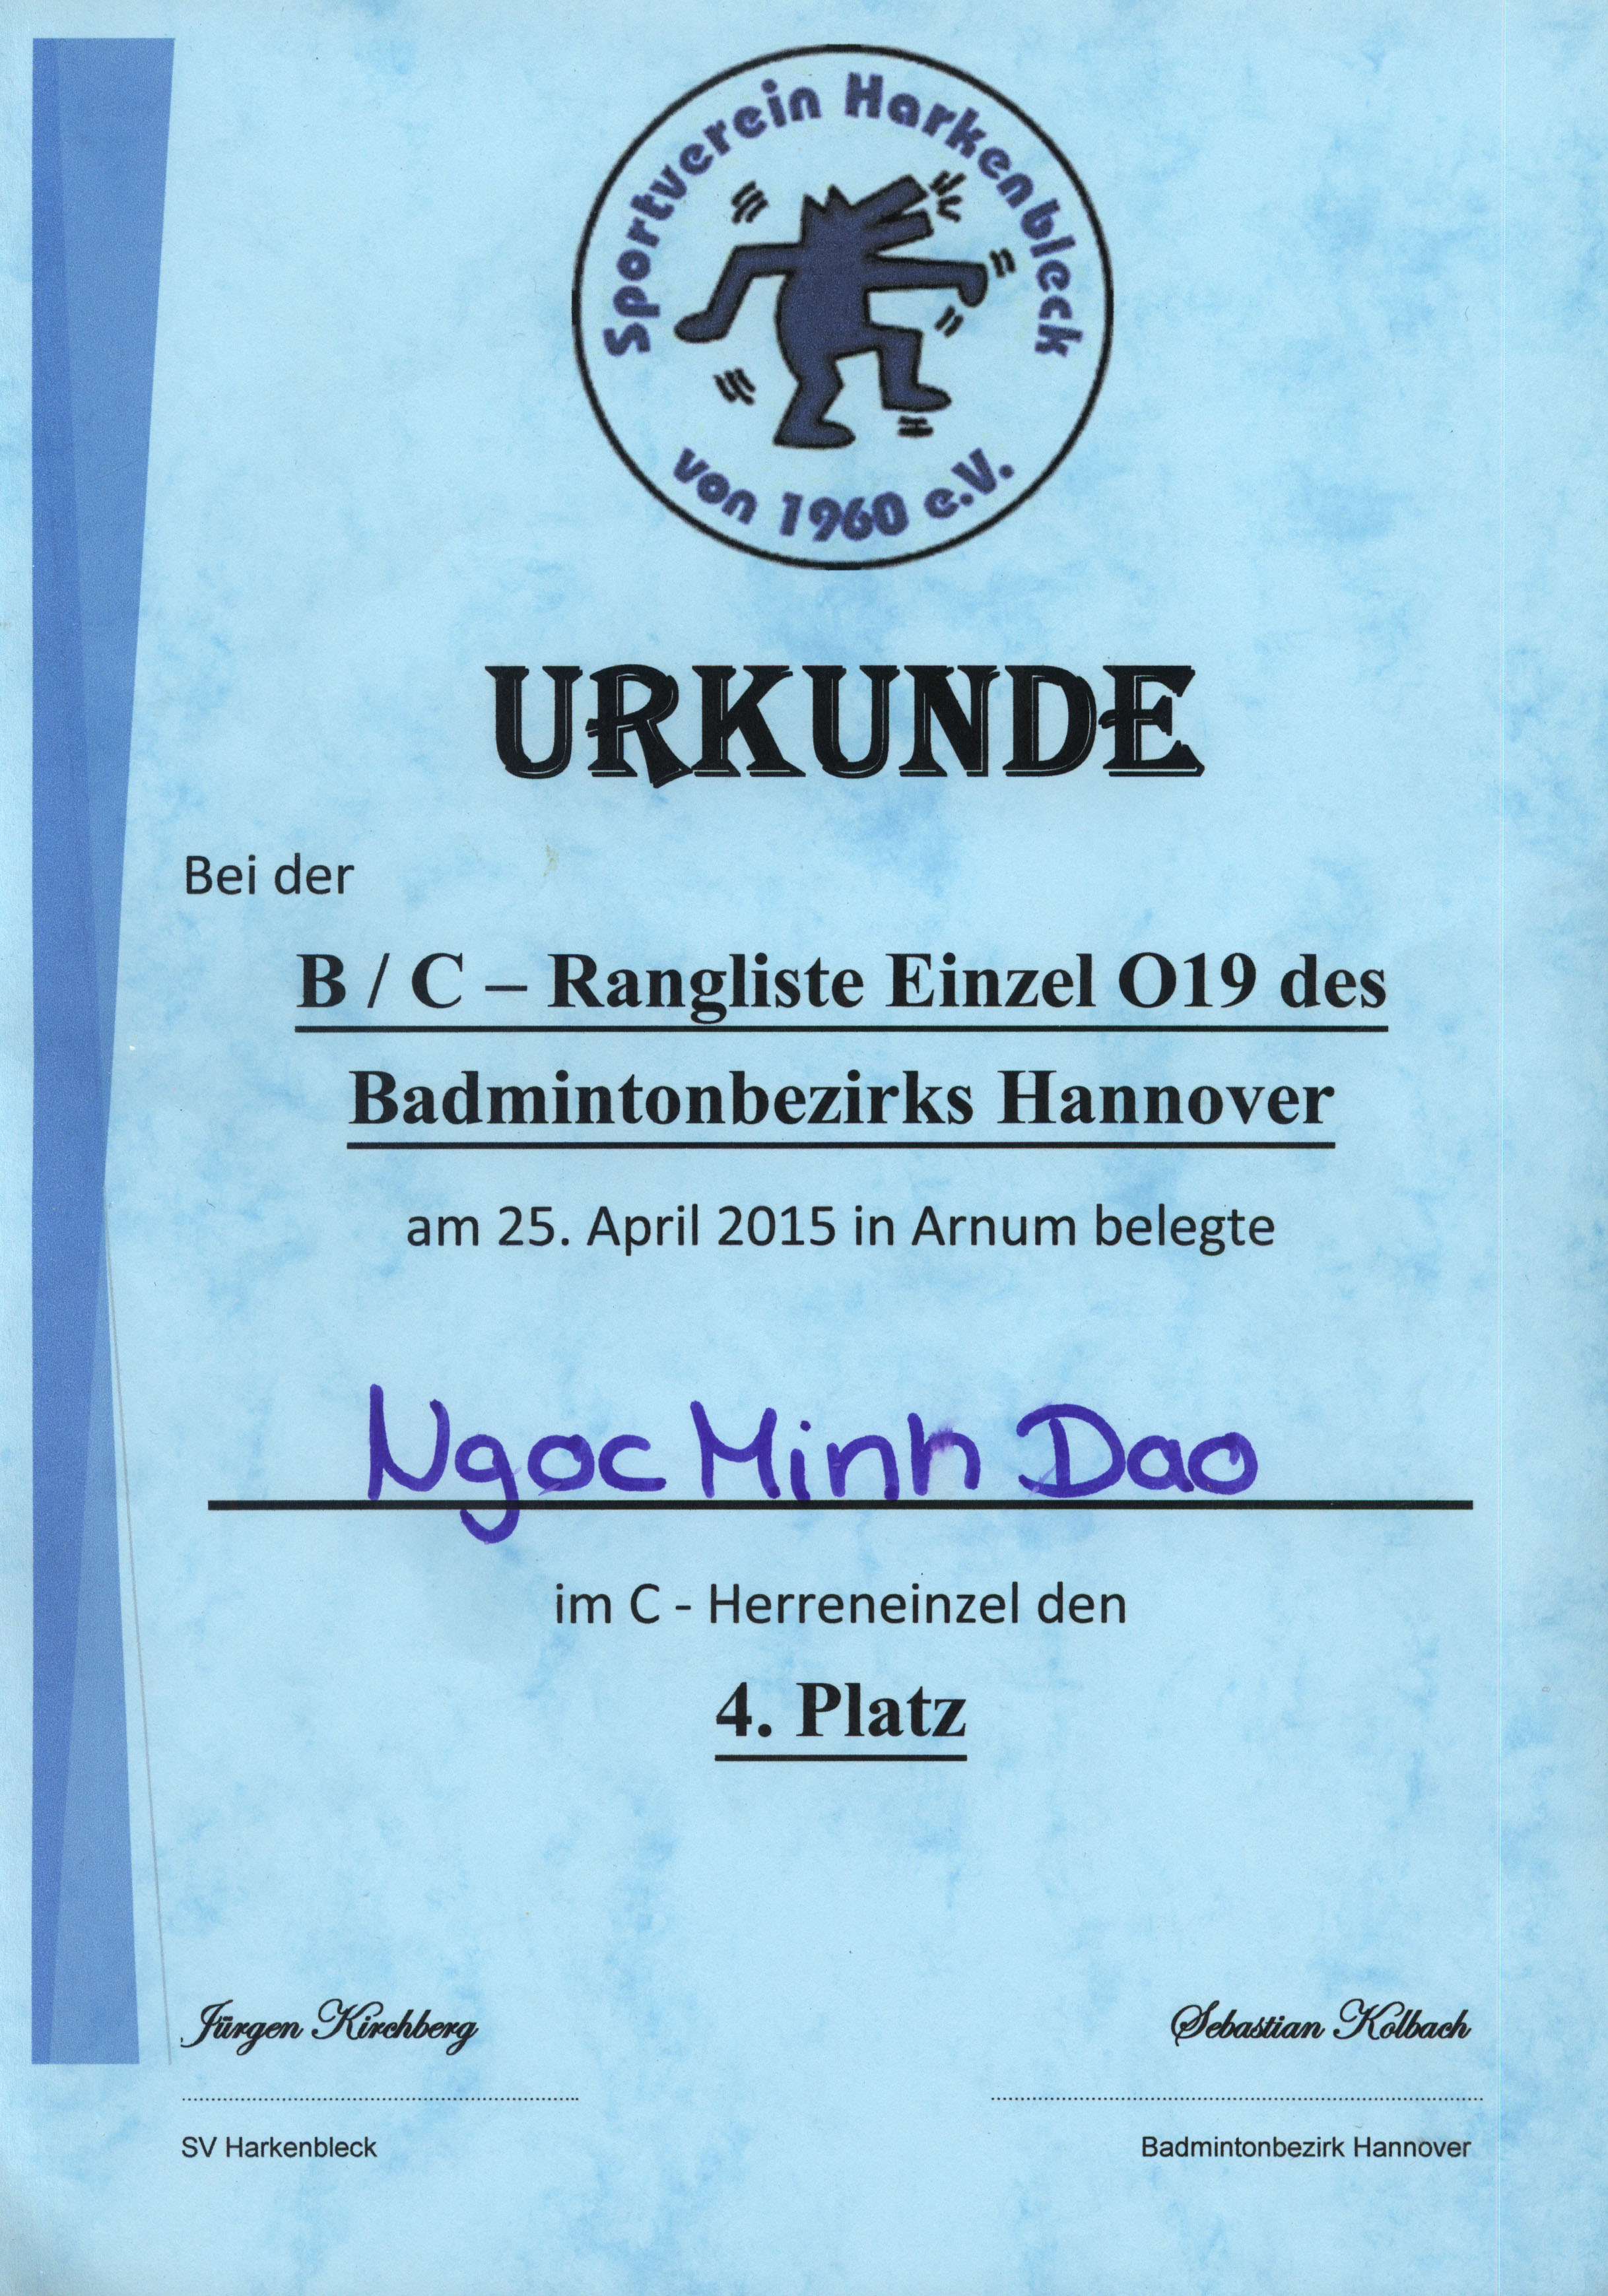 Sportverein Harkenbleck
von 1960 e.V.
URKUNDE
Bei der
B / C – Rangliste Einzel O19 des
Badmintonbezirks Hannover
am 25. April 2015 in Arnum belegte
Ngoc Minh Dao
im C - Herreneinzel den
4. Platz
Jürgen Kirchberg
Sebastian Kolbach
SV Harkenbleck
Badmintonbezirk Hannover